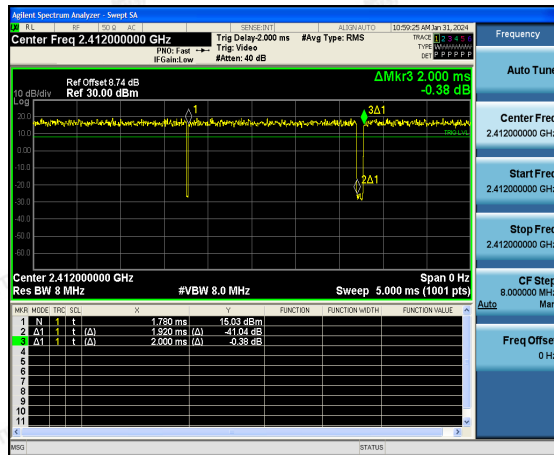 Agilent Spectrum Analyzer - Swept SA
RL RF 50 Ω AC SENSE:INT ALIGN AUTO 10:59:25 AM Jan 31, 2024
Center Freq 2.412000000 GHz Trig Delay-2.000 ms #Avg Type: RMS TRACE 1 2 3 4 5 6
PNO: Fast Trig: Video TYPE
IFGain:Low #Atten: 40 dB DET P P P P P P
Ref Offset 8.74 dB ΔMkr3 2.000 ms
10 dB/div Ref 30.00 dBm -0.38 dB
Log
1
3Δ1
20.0
TRIG LVL
10.0
0.00
-10.0
2Δ1
-20.0
-30.0
-40.0
-50.0
-60.0
Center 2.412000000 GHz Span 0 Hz
Res BW 8 MHz #VBW 8.0 MHz Sweep 5.000 ms (1001 pts)
MKR MODE TRC SCL X Y FUNCTION FUNCTION WIDTH FUNCTION VALUE
1 N 1 t 1.780 ms 15.03 dBm
2 Δ1 1 t (Δ) 1.920 ms (Δ) -41.04 dB
3 Δ1 1 t (Δ) 2.000 ms (Δ) -0.38 dB
4
5
6
7
8
9
10
11
MSG STATUS
Frequency
Auto Tune
Center Freq
2.412000000 GHz
Start Freq
2.412000000 GHz
Stop Freq
2.412000000 GHz
CF Step
8.000000 MHz
Auto Man
Freq Offset
0 Hz